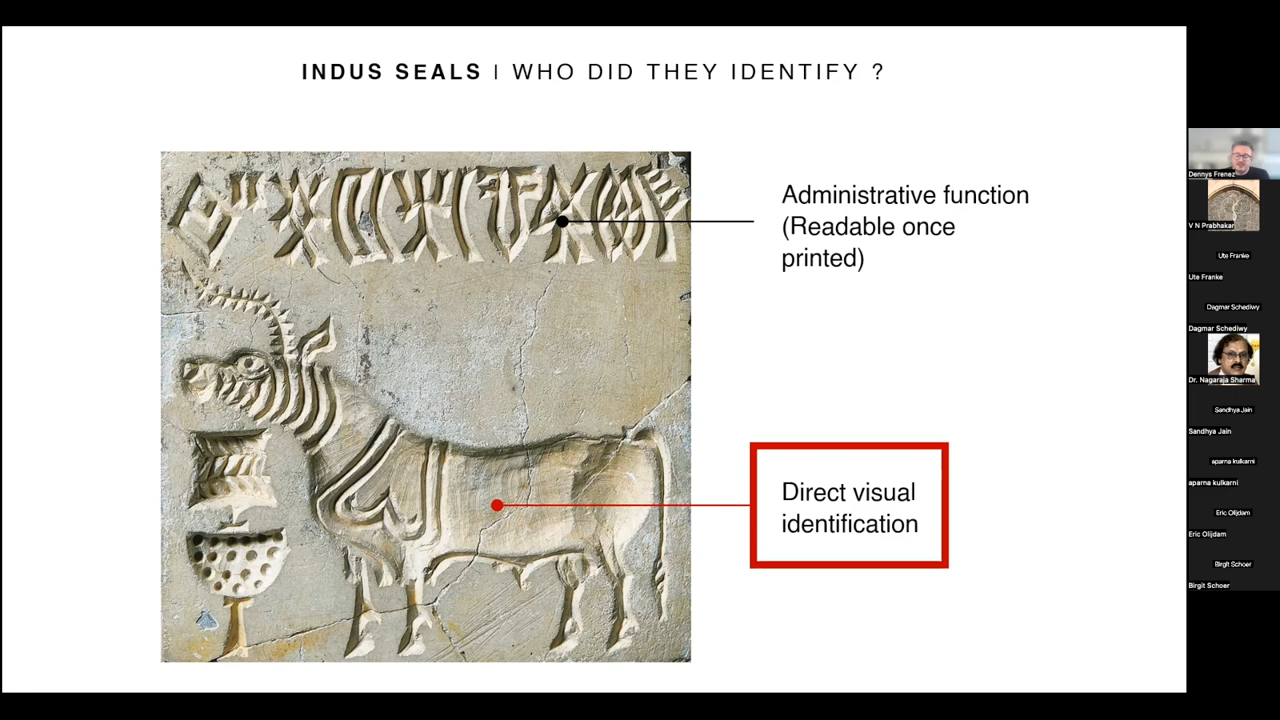 INDUS SEALS | WHO DID THEY IDENTIFY ?
Administrative function
(Readable once
printed)
Direct visual
identification
Dennys Frenez
V N Prabhakar
Ute Franke
Ute Franke
Dagmar Schediwy
Dagmar Schediwy
Dr. Nagaraja Sharma
Sandhya Jain
Sandhya Jain
aparna kulkarni
aparna kulkarni
Eric Olijdam
Eric Olijdam
Birgit Schoer
Birgit Schoer